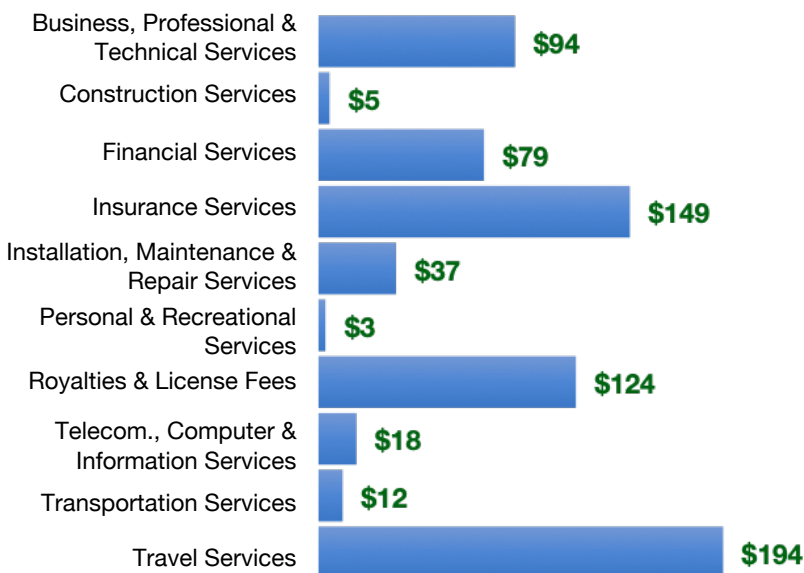 Business, Professional &
Technical Services
$94
Construction Services
$5
Financial Services
$79
Insurance Services
$149
Installation, Maintenance &
Repair Services
$37
Personal & Recreational
Services
$3
Royalties & License Fees
$124
Telecom., Computer &
Information Services
$18
Transportation Services
$12
Travel Services
$194